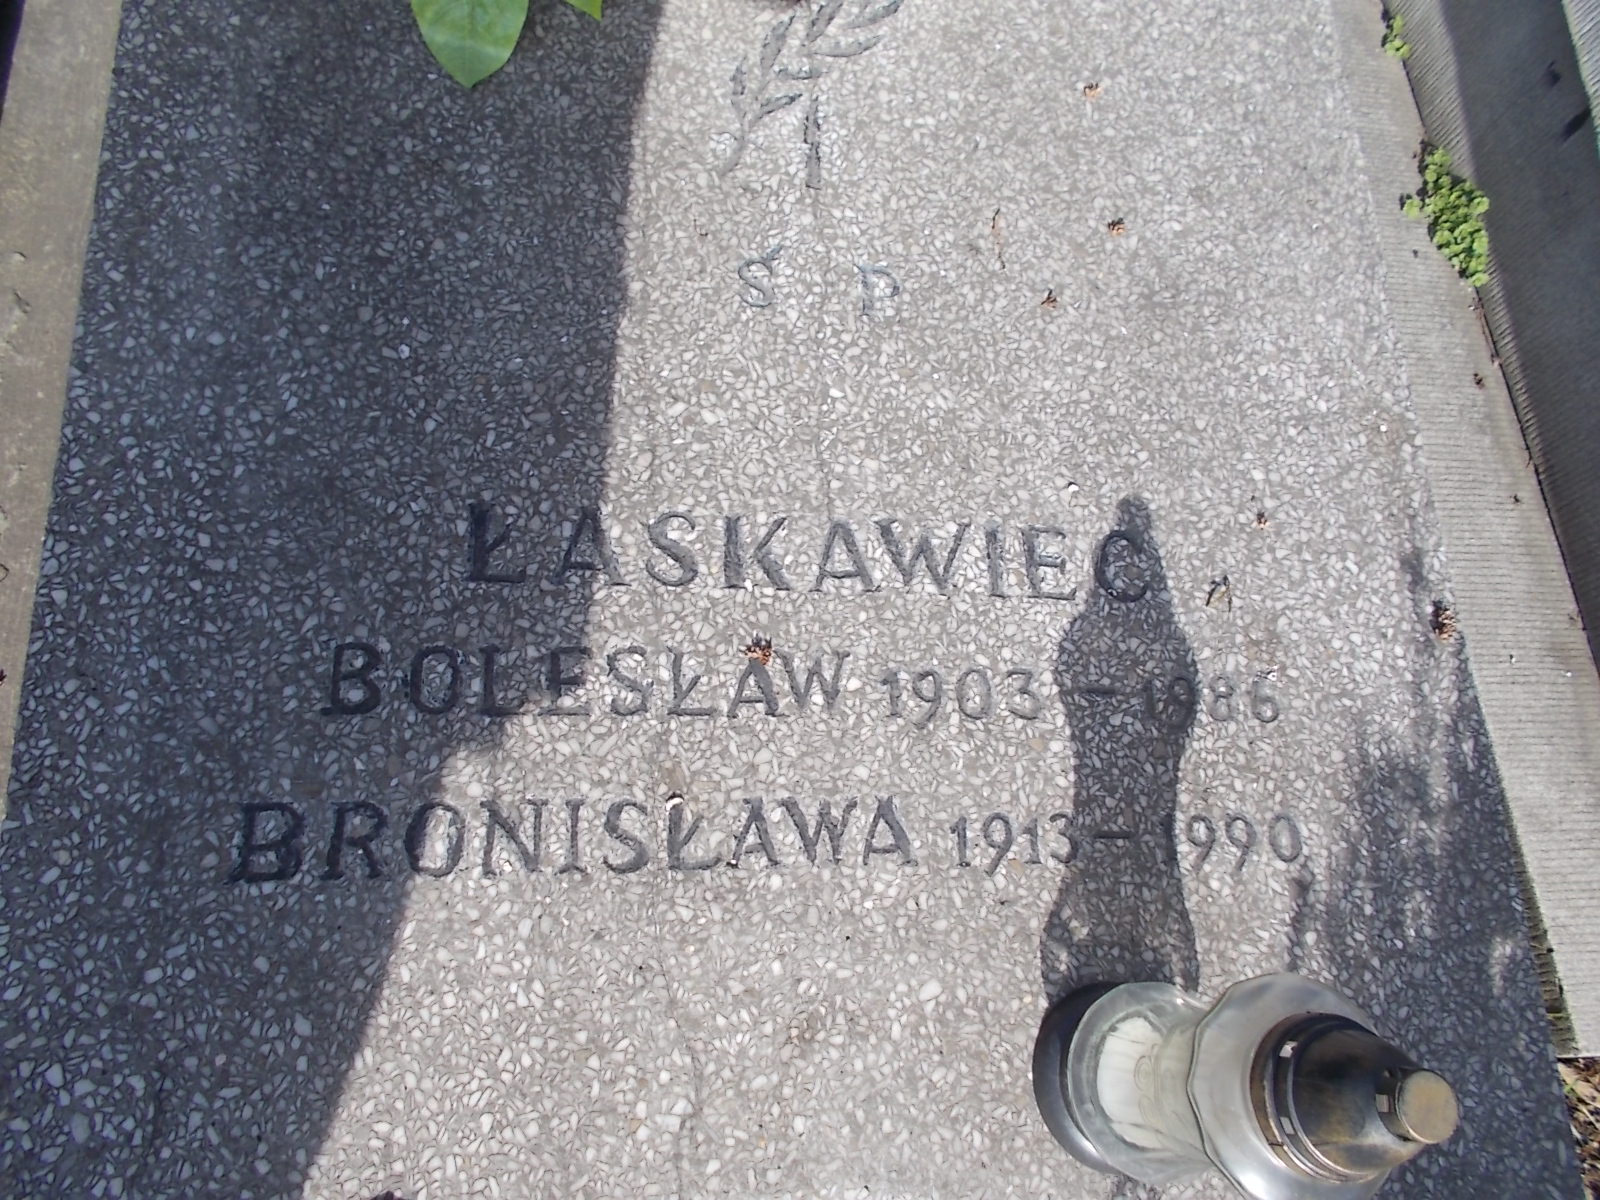 Ś P
ŁASKAWIEC
BOLESŁAW 1903 - 1986
BRONISŁAWA 1913 - 1990